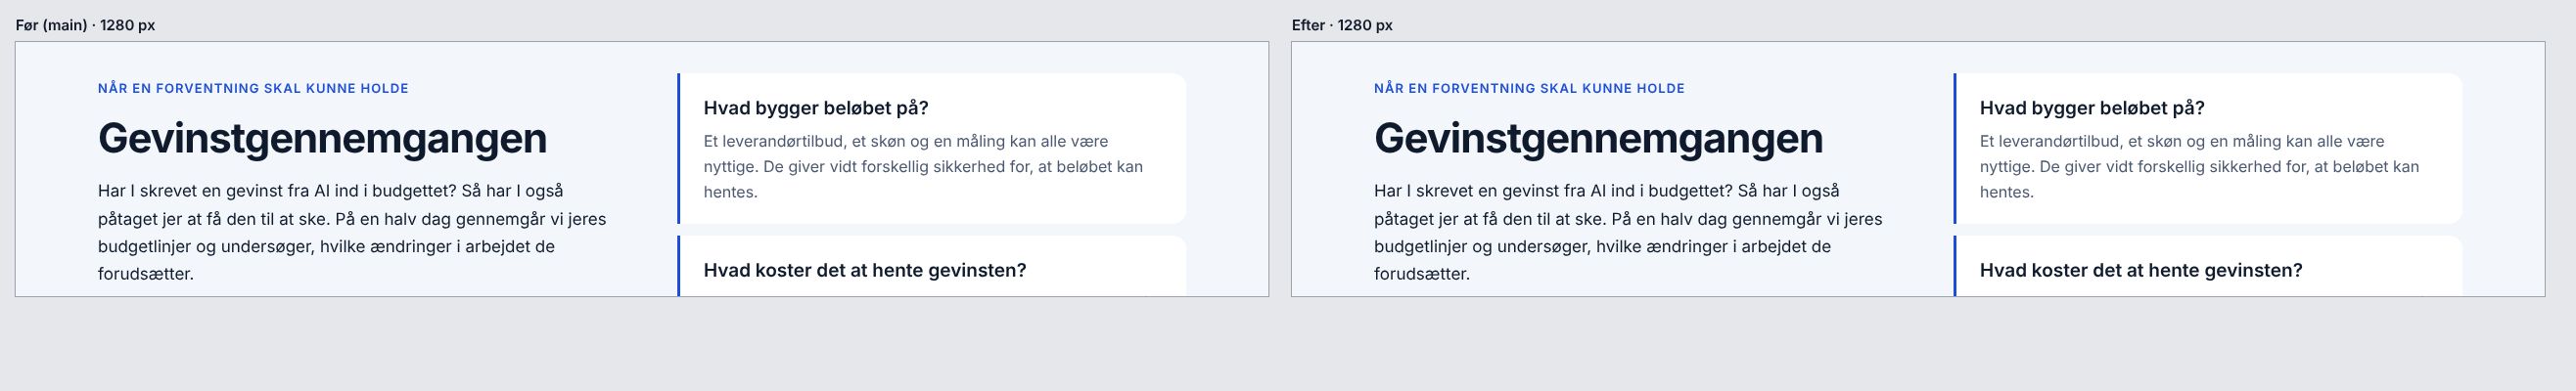 Før (main) · 1280 px
NÅR EN FORVENTNING SKAL KUNNE HOLDE
Gevinstgennemgangen
Har I skrevet en gevinst fra AI ind i budgettet? Så har I også
påtaget jer at få den til at ske. På en halv dag gennemgår vi jeres
budgetlinjer og undersøger, hvilke ændringer i arbejdet de
forudsætter.
Hvad bygger beløbet på?
Et leverandørtilbud, et skøn og en måling kan alle være
nyttige. De giver vidt forskellig sikkerhed for, at beløbet kan
hentes.
Hvad koster det at hente gevinsten?
Efter · 1280 px
NÅR EN FORVENTNING SKAL KUNNE HOLDE
Gevinstgennemgangen
Har I skrevet en gevinst fra AI ind i budgettet? Så har I også
påtaget jer at få den til at ske. På en halv dag gennemgår vi jeres
budgetlinjer og undersøger, hvilke ændringer i arbejdet de
forudsætter.
Hvad bygger beløbet på?
Et leverandørtilbud, et skøn og en måling kan alle være
nyttige. De giver vidt forskellig sikkerhed for, at beløbet kan
hentes.
Hvad koster det at hente gevinsten?